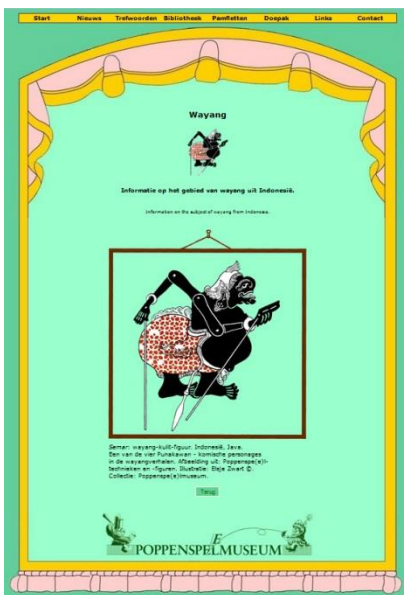 Start Nieuws Trefwoorden Bibliotheek Pamfletten Doepak Links Contact
Wayang
Informatie op het gebied van wayang uit Indonesië.
Information on the subject of wayang from Indonesia.
Semar: wayang-kulit-figuur. Indonesië, Java.
Een van de vier Punakawan - komische personages
in de wayangverhalen. Afbeelding uit: Poppenspe(e)l-
technieken en -figuren. Illustratie: Elsje Zwart ©.
Collectie: Poppenspe(e)lmuseum.
Terug
POPPENSPE(E)LMUSEUM